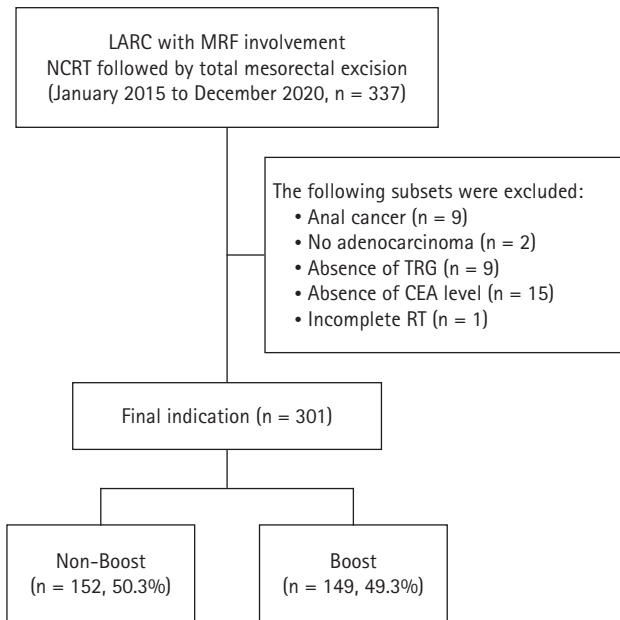 LARC with MRF involvement
NCRT followed by total mesorectal excision
(January 2015 to December 2020, n = 337)
The following subsets were excluded:
• Anal cancer (n = 9)
• No adenocarcinoma (n = 2)
• Absence of TRG (n = 9)
• Absence of CEA level (n = 15)
• Incomplete RT (n = 1)
Final indication (n = 301)
Non-Boost
(n = 152, 50.3%)
Boost
(n = 149, 49.3%)